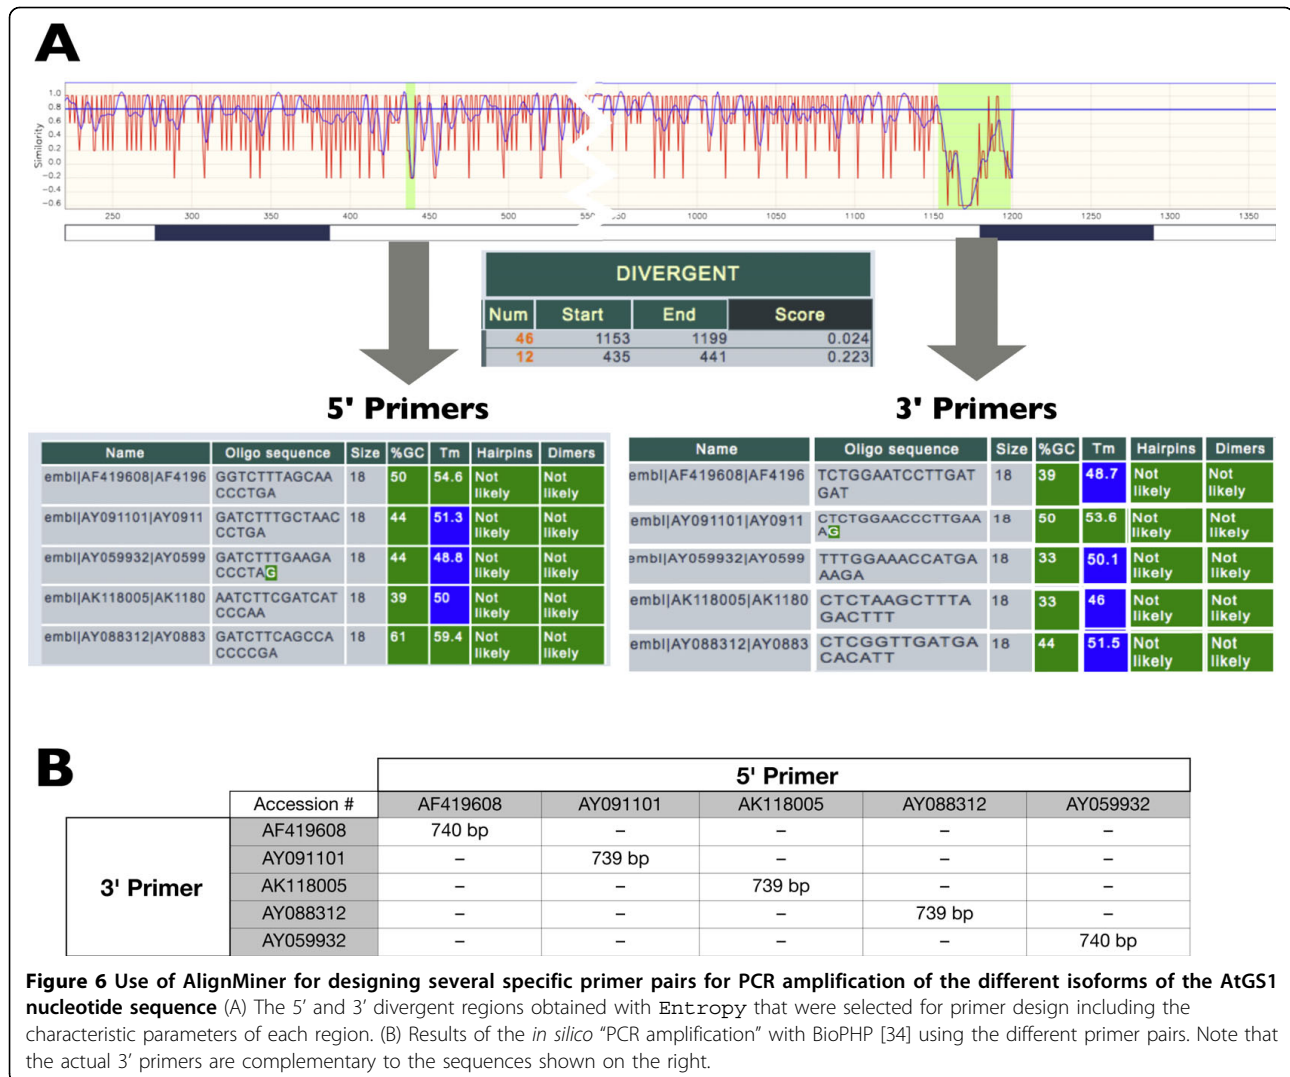 A
Similarity
1.0
0.8
0.6
0.4
0.2
0.0
−0.2
−0.4
−0.6
250 300 350 400 450 500 1000 1050 1100 1150 1200 1250 1300 1350
DIVERGENT
Num Start End Score
46 1153 1199 0.024
12 435 441 0.223
5' Primers
Name Oligo sequence Size %GC Tm Hairpins Dimers
embl|AF419608|AF4196 GGTCTTTAGCAA CCCTGA 18 50 54.6 Not likely Not likely
embl|AY091101|AY0911 GATCTTTGCTAAC CCTGA 18 44 51.3 Not likely Not likely
embl|AY059932|AY0599 GATCTTTGAAGA CCCTAG 18 44 48.8 Not likely Not likely
embl|AK118005|AK1180 AATCTTCGATCAT CCCAA 18 39 50 Not likely Not likely
embl|AY088312|AY0883 GATCTTCAGCCA CCCCGA 18 61 59.4 Not likely Not likely
3' Primers
Name Oligo sequence Size %GC Tm Hairpins Dimers
embl|AF419608|AF4196 TCTGGAATCCTTGAT GAT 18 39 48.7 Not likely Not likely
embl|AY091101|AY0911 CTCTGGAACCCTTGAA AG 18 50 53.6 Not likely Not likely
embl|AY059932|AY0599 TTTGGAAACCATGA AAGA 18 33 50.1 Not likely Not likely
embl|AK118005|AK1180 CTCTAAGCTTTA GACTTT 18 33 46 Not likely Not likely
embl|AY088312|AY0883 CTCGGTTGATGA CACATT 18 44 51.5 Not likely Not likely
B
5' Primer
Accession # AF419608 AY091101 AK118005 AY088312 AY059932
3' Primer
AF419608 740 bp – – – –
AY091101 – 739 bp – – –
AK118005 – – 739 bp – –
AY088312 – – – 739 bp –
AY059932 – – – – 740 bp
Figure 6 Use of AlignMiner for designing several specific primer pairs for PCR amplification of the different isoforms of the AtGS1
nucleotide sequence (A) The 5′ and 3′ divergent regions obtained with Entropy that were selected for primer design including the
characteristic parameters of each region. (B) Results of the in silico “PCR amplification” with BioPHP [34] using the different primer pairs. Note that
the actual 3′ primers are complementary to the sequences shown on the right.